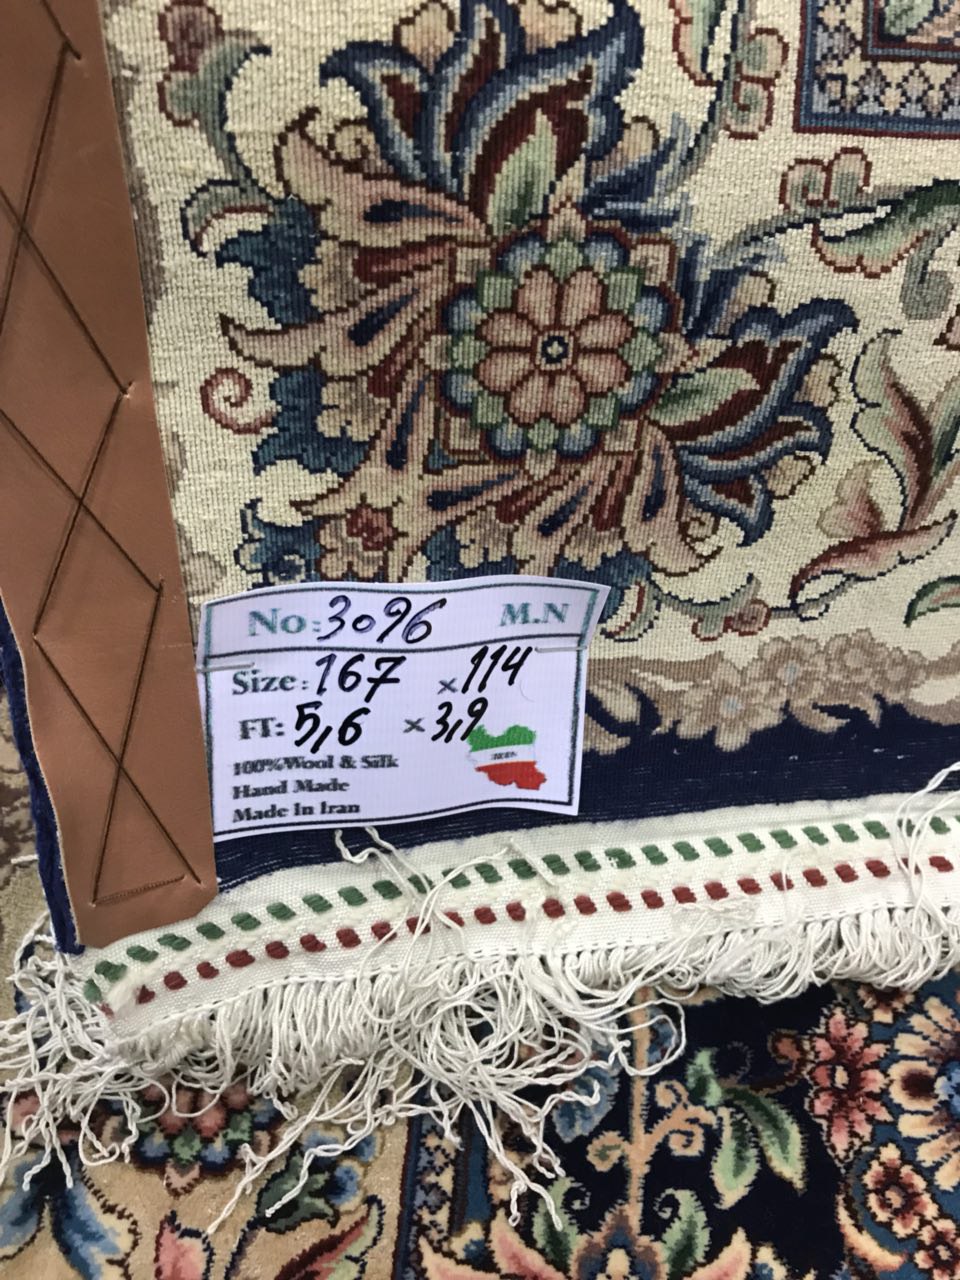 No: 3096 M.N
Size: 167 x 114
FT: 5,6 x 3,9
100%Wool & Silk
Hand Made
Made In Iran